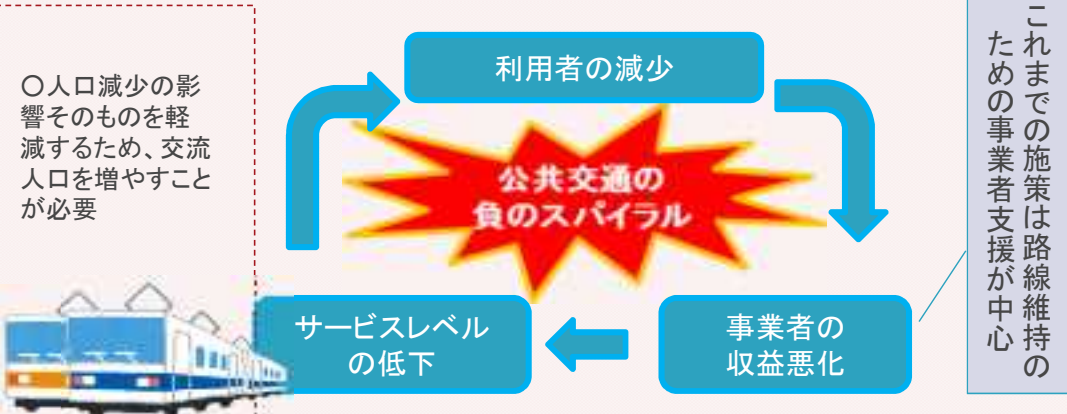 〇人口減少の影
響そのものを軽
減するため、交流
人口を増やすこと
が必要
利用者の減少
公共交通の
負のスパイラル
サービスレベル
の低下
事業者の
収益悪化
これまでの施策は路線維持の
ための事業者支援が中心